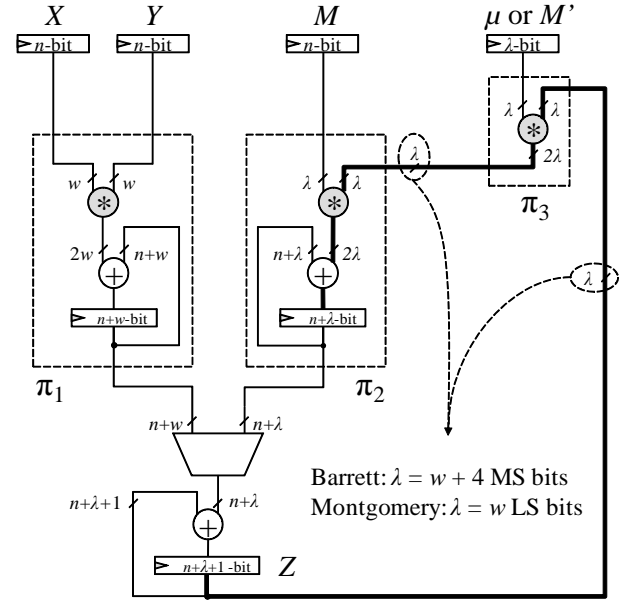 X Y M μ or M’
n-bit n-bit n-bit λ-bit
λ λ
*
2λ
λ
π3
w w λ λ
* *
2w n+w n+λ 2λ
+ +
λ
n+w-bit n+λ-bit
π1 π2
n+w n+λ
Barrett: λ = w + 4 MS bits
n+λ+1 n+λ
Montgomery: λ = w LS bits
+
n+λ+1 -bit Z